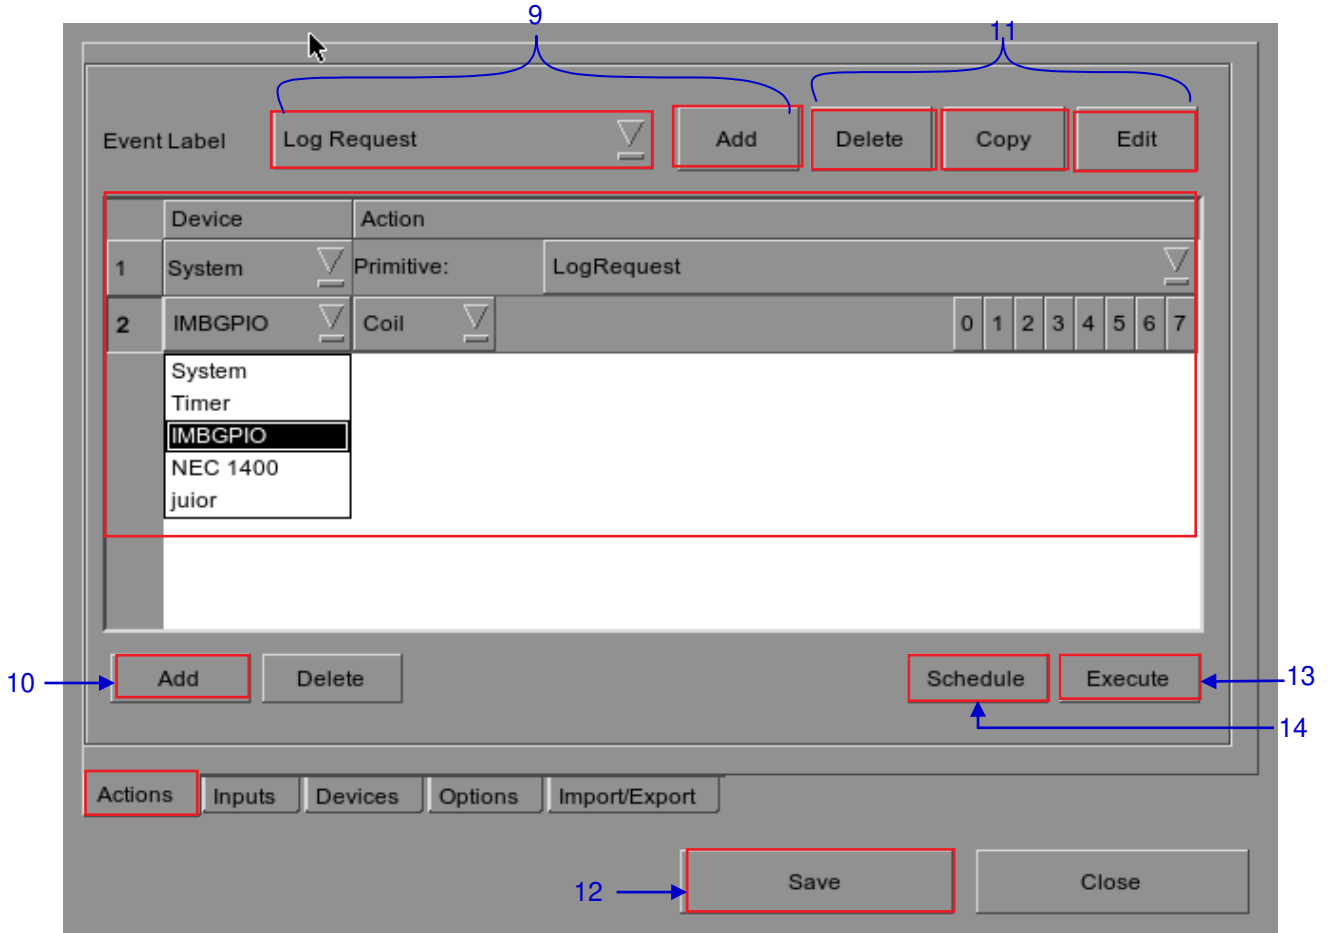 9
11
Event Label Log Request Add Delete Copy Edit
Device Action
1 System Primitive: LogRequest
2 IMBGPIO Coil 0 1 2 3 4 5 6 7
System
Timer
IMBGPIO
NEC 1400
juior
10 Add Delete Schedule Execute 13
14
Actions Inputs Devices Options Import/Export
12 Save Close